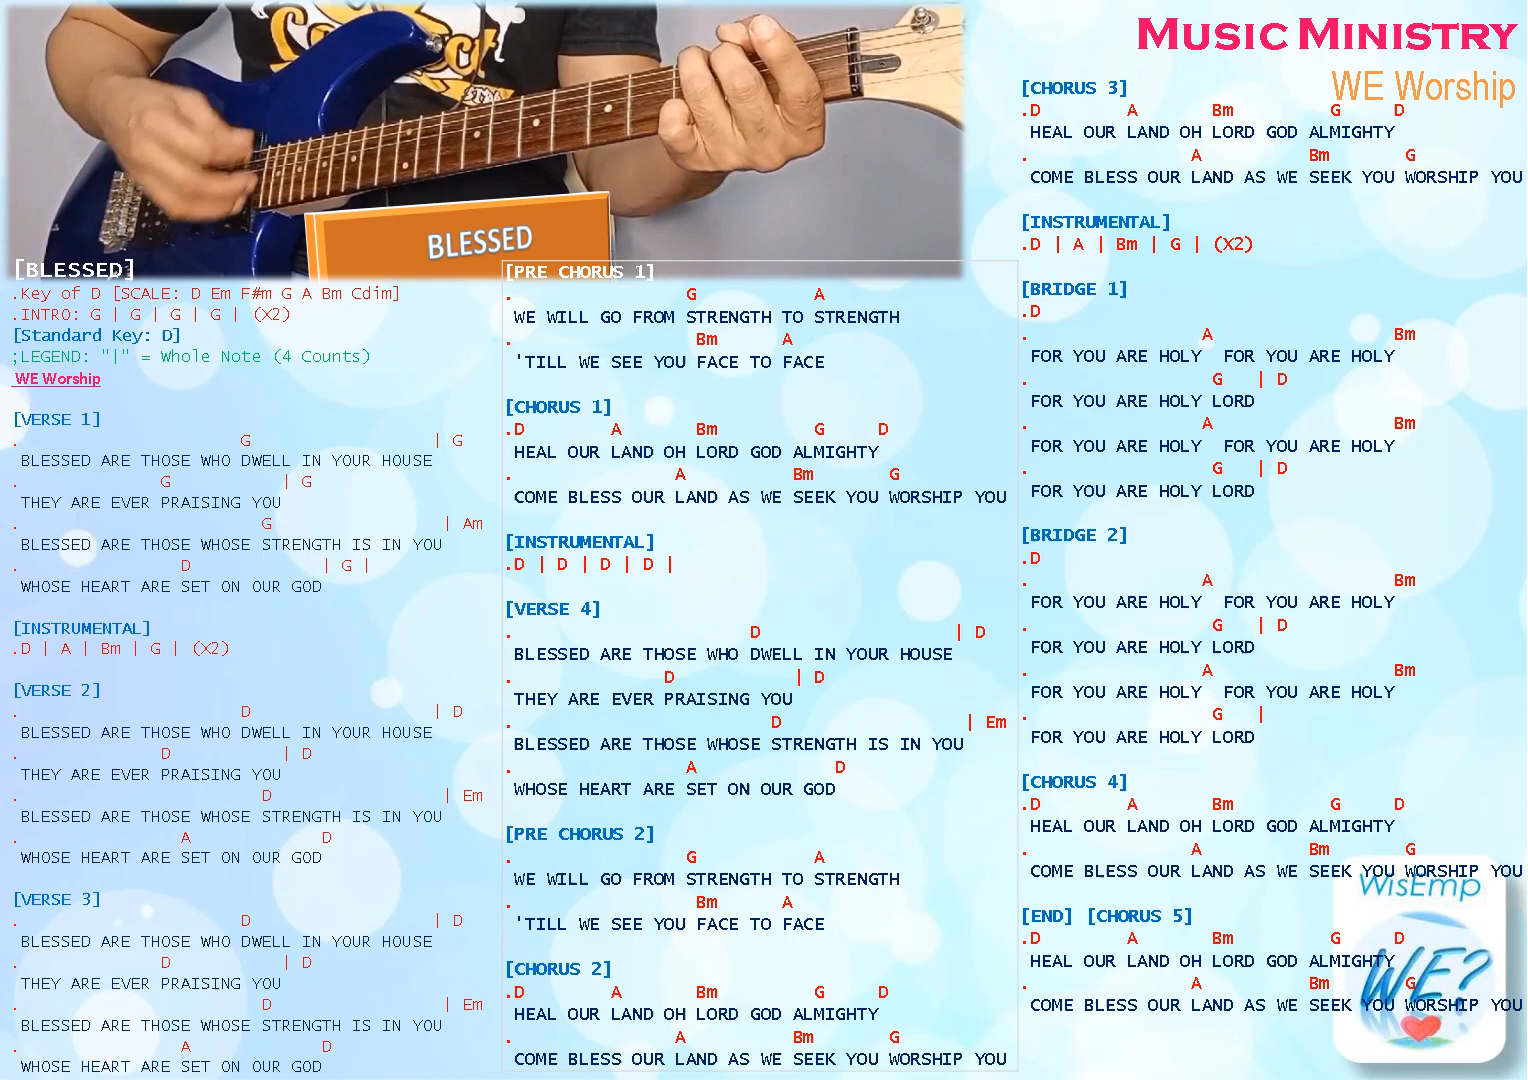 MUSIC MINISTRY
WE Worship
BLESSED
[BLESSED]
.Key of D [SCALE: D Em F#m G A Bm Cdim]
.INTRO: G | G | G | G | (X2)
[Standard Key: D]
;LEGEND: "|" = Whole Note (4 Counts)
WE Worship
[VERSE 1]
. G | G
BLESSED ARE THOSE WHO DWELL IN YOUR HOUSE
. G | G
THEY ARE EVER PRAISING YOU
. G | Am
BLESSED ARE THOSE WHOSE STRENGTH IS IN YOU
. D | G |
WHOSE HEART ARE SET ON OUR GOD
[INSTRUMENTAL]
.D | A | Bm | G | (X2)
[VERSE 2]
. D | D
BLESSED ARE THOSE WHO DWELL IN YOUR HOUSE
. D | D
THEY ARE EVER PRAISING YOU
. D | Em
BLESSED ARE THOSE WHOSE STRENGTH IS IN YOU
. A D
WHOSE HEART ARE SET ON OUR GOD
[VERSE 3]
. D | D
BLESSED ARE THOSE WHO DWELL IN YOUR HOUSE
. D | D
THEY ARE EVER PRAISING YOU
. D | Em
BLESSED ARE THOSE WHOSE STRENGTH IS IN YOU
. A D
WHOSE HEART ARE SET ON OUR GOD
[PRE CHORUS 1]
. G A
WE WILL GO FROM STRENGTH TO STRENGTH
. Bm A
'TILL WE SEE YOU FACE TO FACE
[CHORUS 1]
.D A Bm G D
HEAL OUR LAND OH LORD GOD ALMIGHTY
. A Bm G
COME BLESS OUR LAND AS WE SEEK YOU WORSHIP YOU
[INSTRUMENTAL]
.D | D | D | D |
[VERSE 4]
. D | D
BLESSED ARE THOSE WHO DWELL IN YOUR HOUSE
. D | D
THEY ARE EVER PRAISING YOU
. D | Em
BLESSED ARE THOSE WHOSE STRENGTH IS IN YOU
. A D
WHOSE HEART ARE SET ON OUR GOD
[PRE CHORUS 2]
. G A
WE WILL GO FROM STRENGTH TO STRENGTH
. Bm A
'TILL WE SEE YOU FACE TO FACE
[CHORUS 2]
.D A Bm G D
HEAL OUR LAND OH LORD GOD ALMIGHTY
. A Bm G
COME BLESS OUR LAND AS WE SEEK YOU WORSHIP YOU
[CHORUS 3]
.D A Bm G D
HEAL OUR LAND OH LORD GOD ALMIGHTY
. A Bm G
COME BLESS OUR LAND AS WE SEEK YOU WORSHIP YOU
[INSTRUMENTAL]
.D | A | Bm | G | (X2)
[BRIDGE 1]
.D
. A Bm
FOR YOU ARE HOLY FOR YOU ARE HOLY
. G | D
FOR YOU ARE HOLY LORD
. A Bm
FOR YOU ARE HOLY FOR YOU ARE HOLY
. G | D
FOR YOU ARE HOLY LORD
[BRIDGE 2]
.D
. A Bm
FOR YOU ARE HOLY FOR YOU ARE HOLY
. G | D
FOR YOU ARE HOLY LORD
. A Bm
FOR YOU ARE HOLY FOR YOU ARE HOLY
. G |
FOR YOU ARE HOLY LORD
[CHORUS 4]
.D A Bm G D
HEAL OUR LAND OH LORD GOD ALMIGHTY
. A Bm G
COME BLESS OUR LAND AS WE SEEK YOU WORSHIP YOU
WisEmp
[END] [CHORUS 5]
.D A Bm G D
HEAL OUR LAND OH LORD GOD ALMIGHTY
WE?
. A Bm G
COME BLESS OUR LAND AS WE SEEK YOU WORSHIP YOU